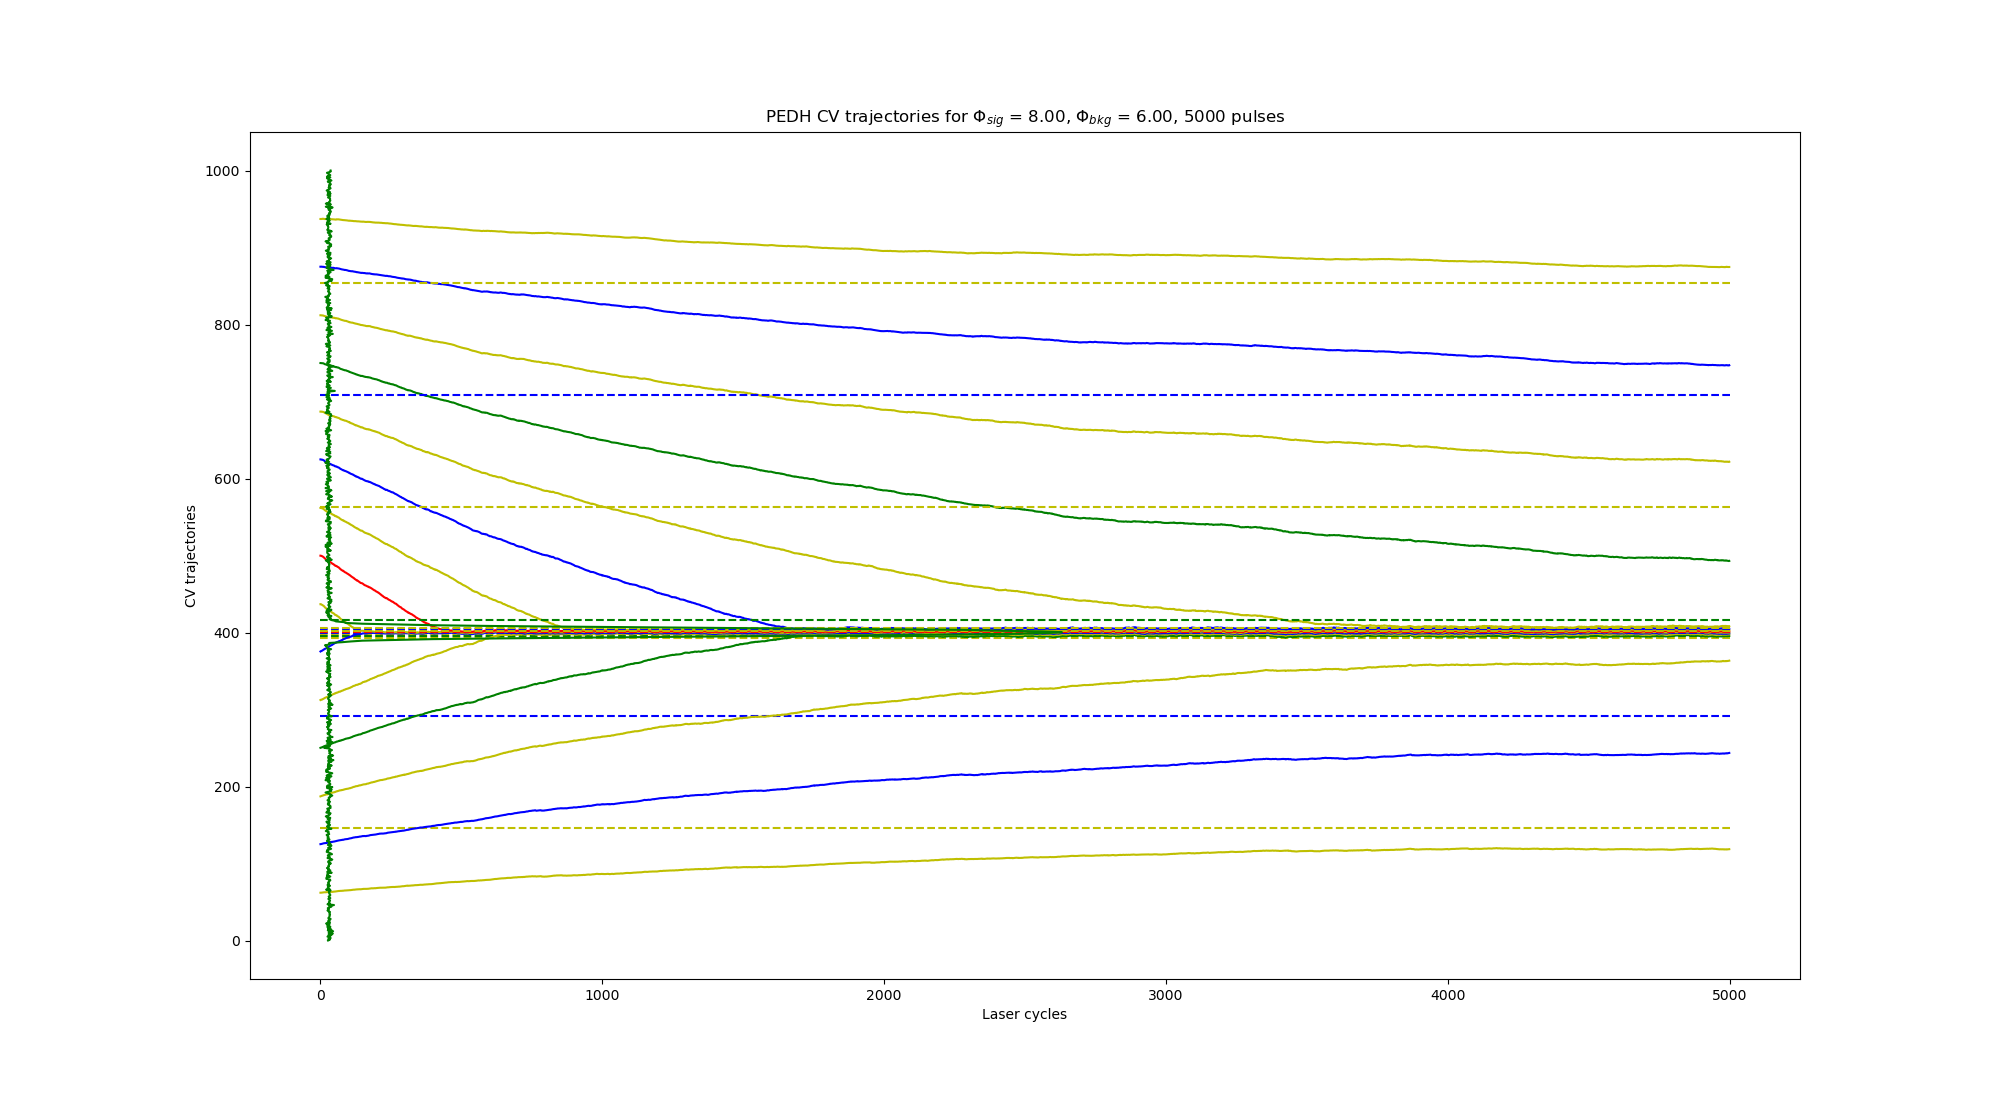 PEDH CV trajectories for Φsig = 8.00, Φbkg = 6.00, 5000 pulses
1000
800
600
400
200
0
CV trajectories
0 1000 2000 3000 4000 5000
Laser cycles